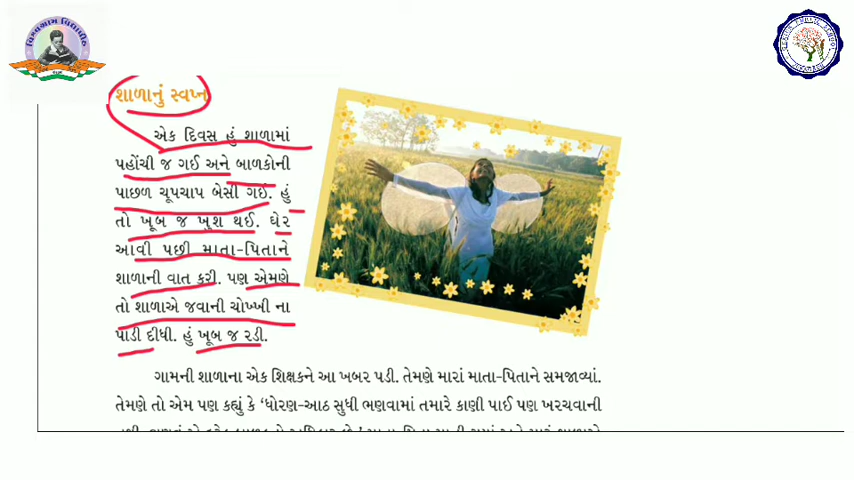 વિશ્વગ્રામ વિદ્યાપીઠ
શાળાનું સ્વપ્ન
એક દિવસ હું શાળામાં
પહોંચી જ ગઈ અને બાળકોની
પાછળ ચૂપચાપ બેસી ગઈ. હું
તો ખૂબ જ ખુશ થઈ. ઘેર
આવી પછી માતા-પિતાને
શાળાની વાત કરી. પણ એમણે
તો શાળાએ જવાની ચોખ્ખી ના
પાડી દીધી. હું ખૂબ જ રડી.
ગામની શાળાના એક શિક્ષકને આ ખબર પડી. તેમણે મારાં માતા-પિતાને સમજાવ્યાં.
તેમણે તો એમ પણ કહ્યું કે ‘ધોરણ-આઠ સુધી ભણવામાં તમારે કાણી પાઈ પણ ખરચવાની